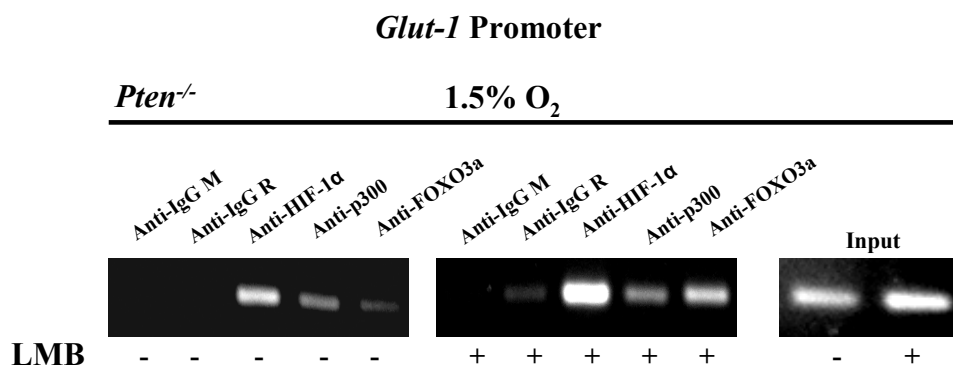 Glut-1 Promoter
Pten-/- 1.5% O2
Anti-IgG M Anti-IgG R Anti-HIF-1α Anti-p300 Anti-FOXO3a Anti-IgG M Anti-IgG R Anti-HIF-1α Anti-p300 Anti-FOXO3a Input
LMB - - - - - + + + + + - +